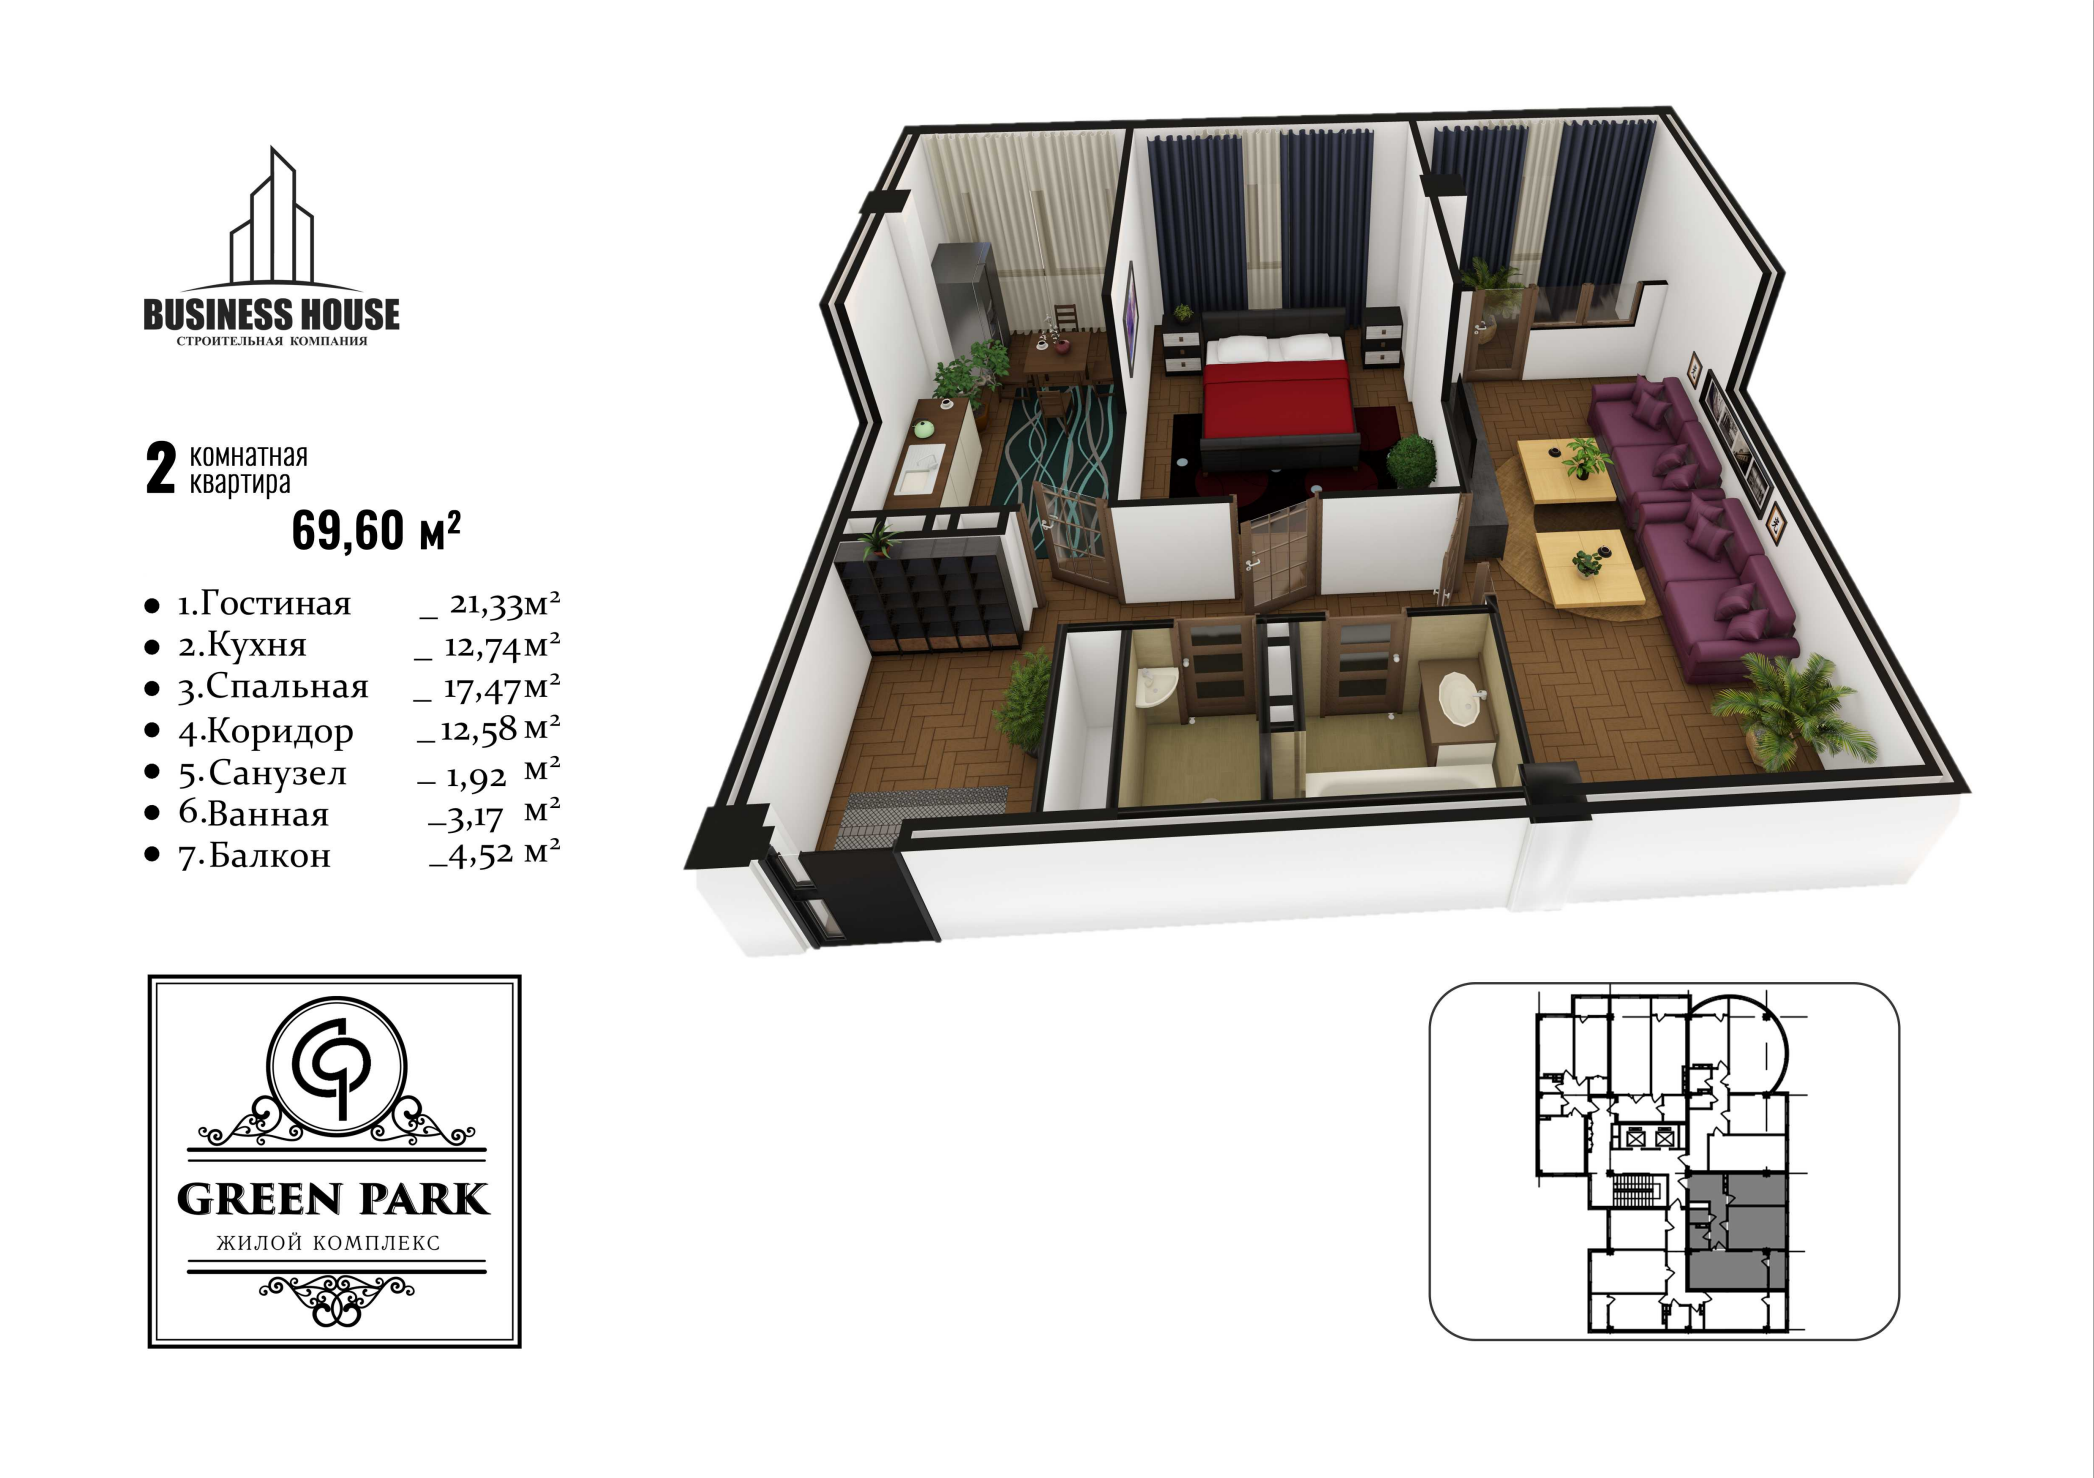 BUSINESS HOUSE
СТРОИТЕЛЬНАЯ КОМПАНИЯ
2 комнатная
квартира
69,60 м²
• 1.Гостиная _ 21,33м²
• 2.Кухня _ 12,74м²
• 3.Спальная _ 17,47м²
• 4.Коридор _12,58 м²
• 5.Санузел _ 1,92 м²
• 6.Ванная _3,17 м²
• 7.Балкон _4,52 м²
GREEN PARK
ЖИЛОЙ КОМПЛЕКС